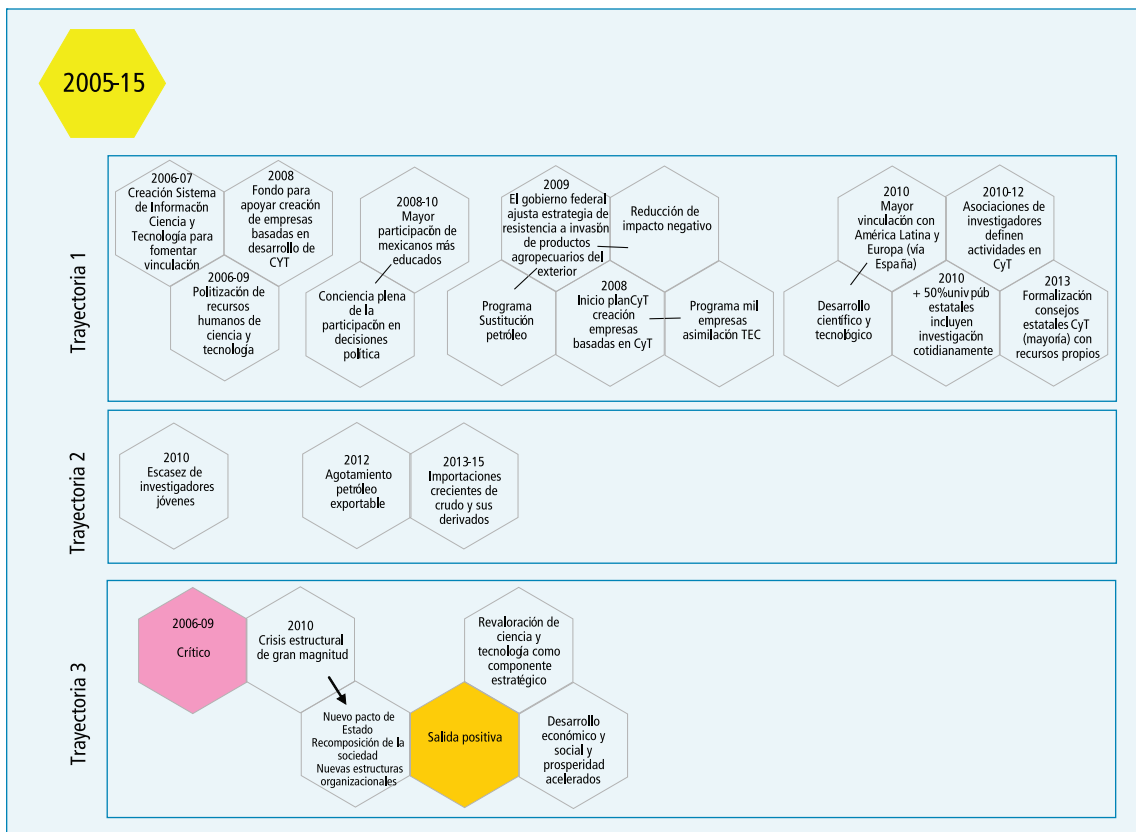 2005-15
Trayectoria 1
2006-07
Creación Sistema
de Información
Ciencia y
Tecnología para
fomentar
vinculación
2008
Fondo para
apoyar creación
de empresas
basadas en
desarrollo de
CYT
2006-09
Politización de
recursos
humanos de
ciencia y
tecnología
2008-10
Mayor
participación de
mexicanos más
educados
Conciencia plena
de la
participación en
decisiones
política
2009
El gobierno federal
ajusta estrategia de
resistencia a invasión
de productos
agropecuarios del
exterior
Reducción de
impacto negativo
Programa
Sustitución
petróleo
2008
Inicio planCyT
creación
empresas
basadas en CyT
Programa mil
empresas
asimilación TEC
2010
Mayor
vinculación con
América Latina y
Europa (vía
España)
2010-12
Asociaciones de
investigadores
definen
actividades en
CyT
Desarrollo
científico y
tecnológico
2010
+ 50%univ púb
estatales
incluyen
investigación
cotidianamente
2013
Formalización
consejos
estatales CyT
(mayoría) con
recursos propios
Trayectoria 2
2010
Escasez de
investigadores
jóvenes
2012
Agotamiento
petróleo
exportable
2013-15
Importaciones
crecientes de
crudo y sus
derivados
Trayectoria 3
2006-09
Crítico
2010
Crisis estructural
de gran magnitud
Nuevo pacto de
Estado
Recomposición de la
sociedad
Nuevas estructuras
organizacionales
Salida positiva
Revaloración de
ciencia y
tecnología como
componente
estratégico
Desarrollo
económico y
social y
prosperidad
acelerados